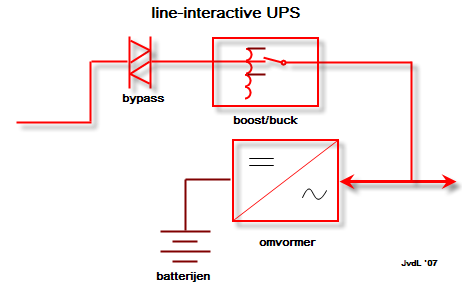 line-interactive UPS
bypass
boost/buck
omvormer
batterijen
JvdL '07